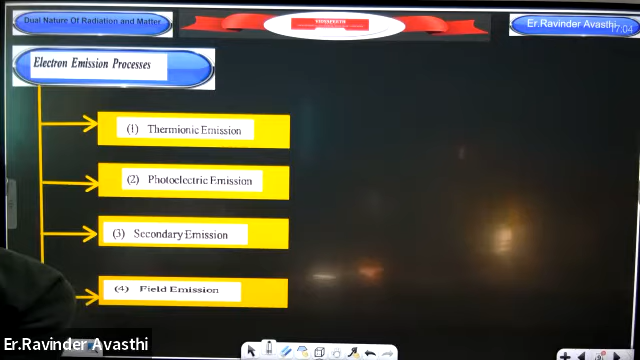 Dual Nature Of Radiation and Matter
Er.Ravinder Avasthi
17:04
Electron Emission Processes
(1) Thermionic Emission
(2) Photoelectric Emission
(3) Secondary Emission
(4) Field Emission
Er.Ravinder Avasthi